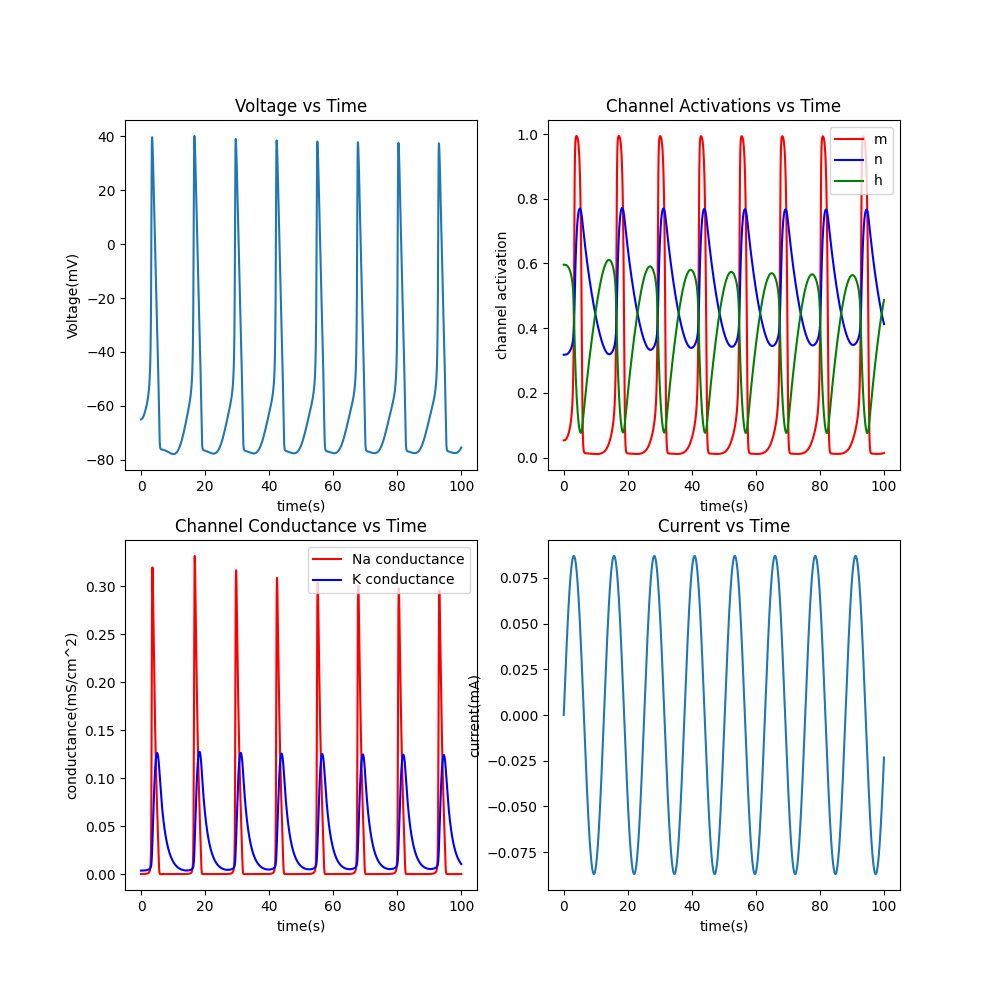 Voltage vs Time
Voltage(mV)
40
20
0
−20
−40
−60
−80
0 20 40 60 80 100
time(s)
Channel Activations vs Time
channel activation
1.0
0.8
0.6
0.4
0.2
0.0
m
n
h
0 20 40 60 80 100
time(s)
Channel Conductance vs Time
conductance(mS/cm^2)
0.30
0.25
0.20
0.15
0.10
0.05
0.00
Na conductance
K conductance
0 20 40 60 80 100
time(s)
Current vs Time
current(mA)
0.075
0.050
0.025
0.000
−0.025
−0.050
−0.075
0 20 40 60 80 100
time(s)